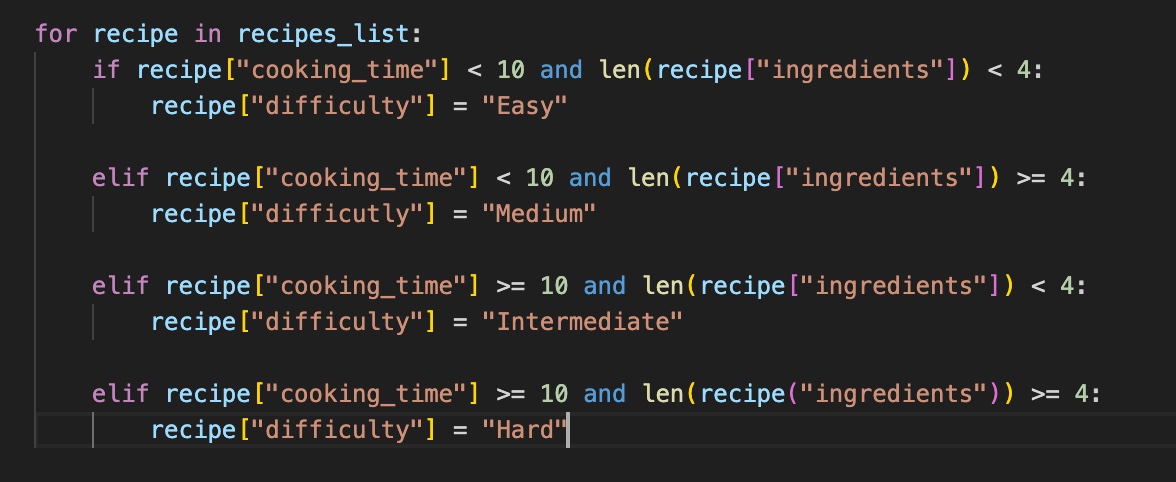 for recipe in recipes_list:
    if recipe["cooking_time"] < 10 and len(recipe["ingredients"]) < 4:
        recipe["difficulty"] = "Easy"

    elif recipe["cooking_time"] < 10 and len(recipe["ingredients"]) >= 4:
        recipe["difficutly"] = "Medium"

    elif recipe["cooking_time"] >= 10 and len(recipe["ingredients"]) < 4:
        recipe["difficulty"] = "Intermediate"

    elif recipe["cooking_time"] >= 10 and len(recipe("ingredients")) >= 4:
        recipe["difficulty"] = "Hard"